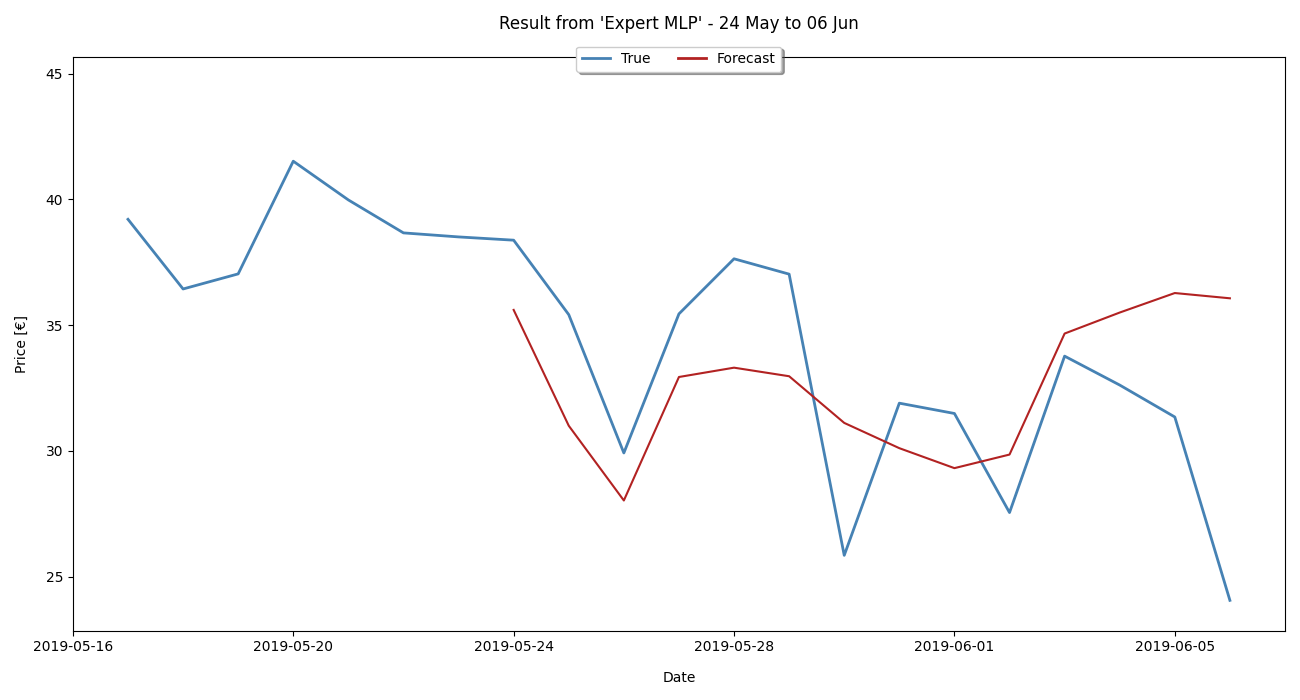 Result from 'Expert MLP' - 24 May to 06 Jun
True Forecast
45
40
35
30
25
Price [€]
2019-05-16 2019-05-20 2019-05-24 2019-05-28 2019-06-01 2019-06-05
Date